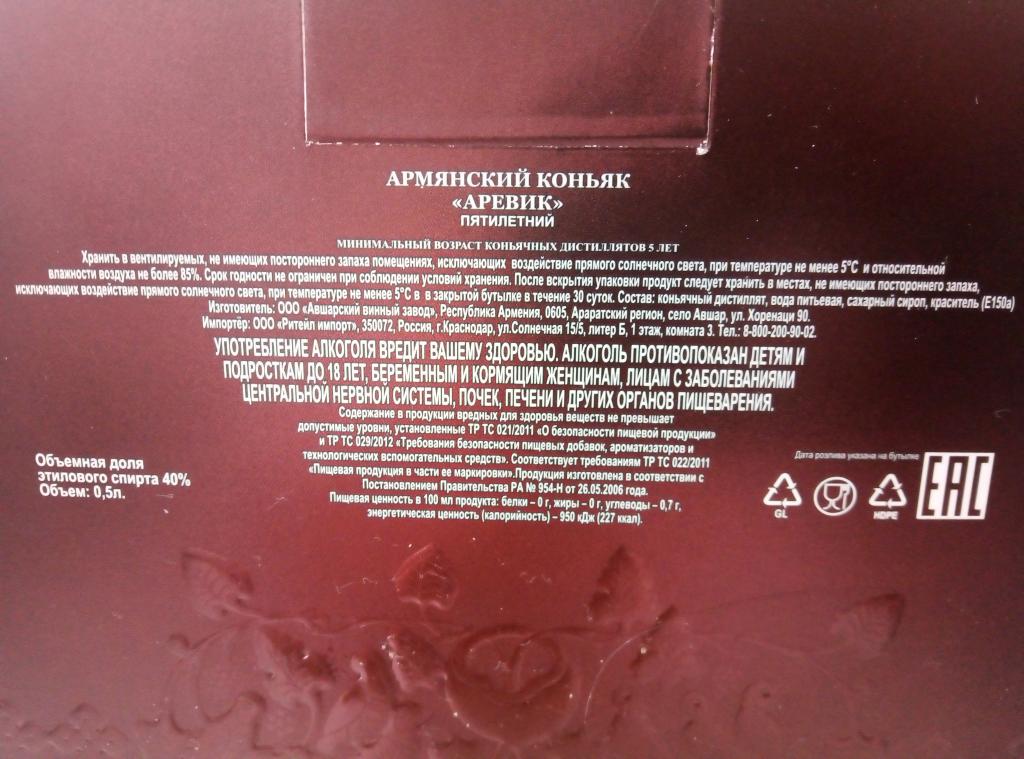 АРМЯНСКИЙ КОНЬЯК
«АРЕВИК»
ПЯТИЛЕТНИЙ
МИНИМАЛЬНЫЙ ВОЗРАСТ КОНЬЯЧНЫХ ДИСТИЛЛЯТОВ 5 ЛЕТ
Хранить в вентилируемых, не имеющих постороннего запаха помещениях, исключающих воздействие прямого солнечного света, при температуре не менее 5°С и относительной
влажности воздуха не более 85%. Срок годности не ограничен при соблюдении условий хранения. После вскрытия упаковки продукт следует хранить в местах, не имеющих постороннего запаха,
исключающих воздействие прямого солнечного света, при температуре не менее 5°С в в закрытой бутылке в течение 30 суток. Состав: коньячный дистиллят, вода питьевая, сахарный сироп, краситель (Е150а)
Изготовитель: ООО «Авшарский винный завод», Республика Армения, 0605, Араратский регион, село Авшар, ул. Хоренаци 90.
Импортёр: ООО «Ритейл импорт», 350072, Россия, г.Краснодар, ул.Солнечная 15/5, литер Б, 1 этаж, комната 3. Тел.: 8-800-200-90-02.
УПОТРЕБЛЕНИЕ АЛКОГОЛЯ ВРЕДИТ ВАШЕМУ ЗДОРОВЬЮ. АЛКОГОЛЬ ПРОТИВОПОКАЗАН ДЕТЯМ И
ПОДРОСТКАМ ДО 18 ЛЕТ, БЕРЕМЕННЫМ И КОРМЯЩИМ ЖЕНЩИНАМ, ЛИЦАМ С ЗАБОЛЕВАНИЯМИ
ЦЕНТРАЛЬНОЙ НЕРВНОЙ СИСТЕМЫ, ПОЧЕК, ПЕЧЕНИ И ДРУГИХ ОРГАНОВ ПИЩЕВАРЕНИЯ.
Содержание в продукции вредных для здоровья веществ не превышает
допустимые уровни, установленные ТР ТС 021/2011 «О безопасности пищевой продукции»
и ТР ТС 029/2012 «Требования безопасности пищевых добавок, ароматизаторов и
технологических вспомогательных средств». Соответствует требованиям ТР ТС 022/2011
«Пищевая продукция в части ее маркировки».Продукция изготовлена в соответствии с
Постановлением Правительства РА № 954-Н от 26.05.2006 года.
Пищевая ценность в 100 мл продукта: белки – 0 г, жиры – 0 г, углеводы – 0,7 г,
энергетическая ценность (калорийность) – 950 кДж (227 ккал).
Объемная доля
этилового спирта 40%
Объем: 0,5л.
Дата розлива указана на бутылке
GL
HDPE
EAC